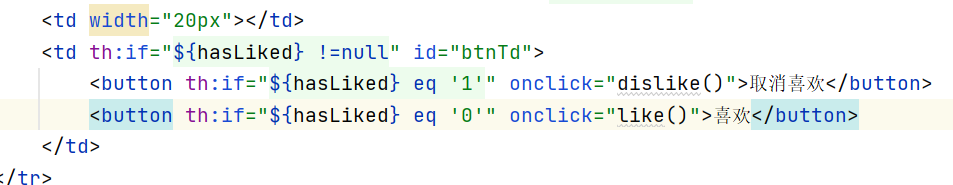 <td width="20px"></td>
<td th:if="${hasLiked} !=null" id="btnTd">
<button th:if="${hasLiked} eq '1'" onclick="dislike()">取消喜欢</button>
<button th:if="${hasLiked} eq '0'" onclick="like()">喜欢</button>
</td>
</tr>